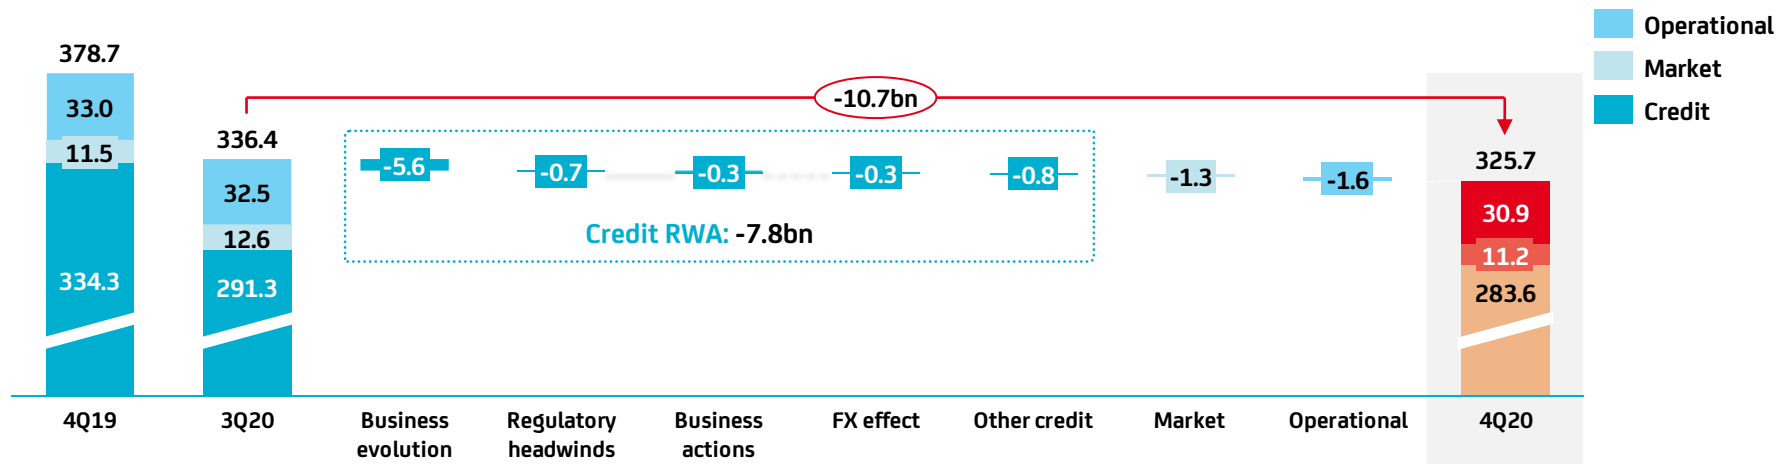 Operational
Market
Credit
378.7
33.0
11.5
334.3
336.4
32.5
12.6
291.3
-10.7bn
-5.6
-0.7
-0.3
-0.3
-0.8
Credit RWA: -7.8bn
-1.3
-1.6
325.7
30.9
11.2
283.6
4Q19
3Q20
Business
evolution
Regulatory
headwinds
Business
actions
FX effect
Other credit
Market
Operational
4Q20